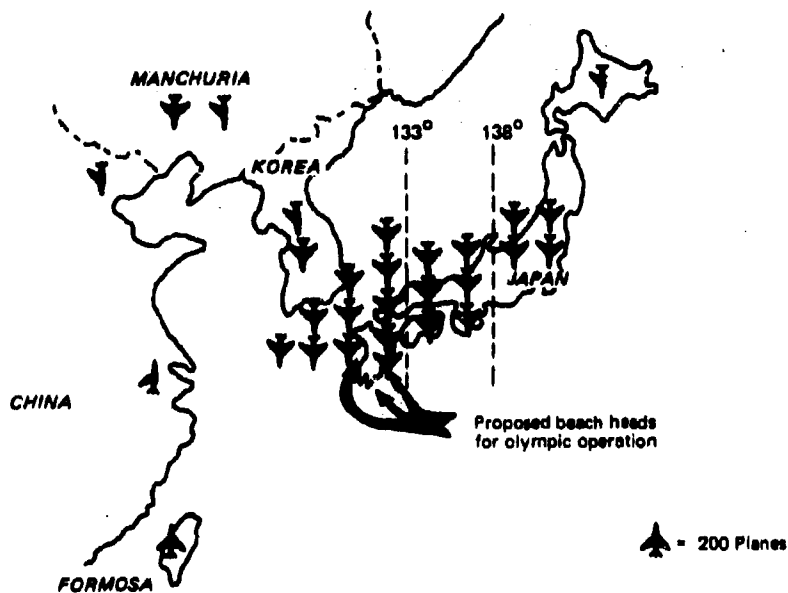 MANCHURIA
133°
138°
KOREA
JAPAN
CHINA
Proposed beach heads
for olympic operation
= 200 Planes
FORMOSA